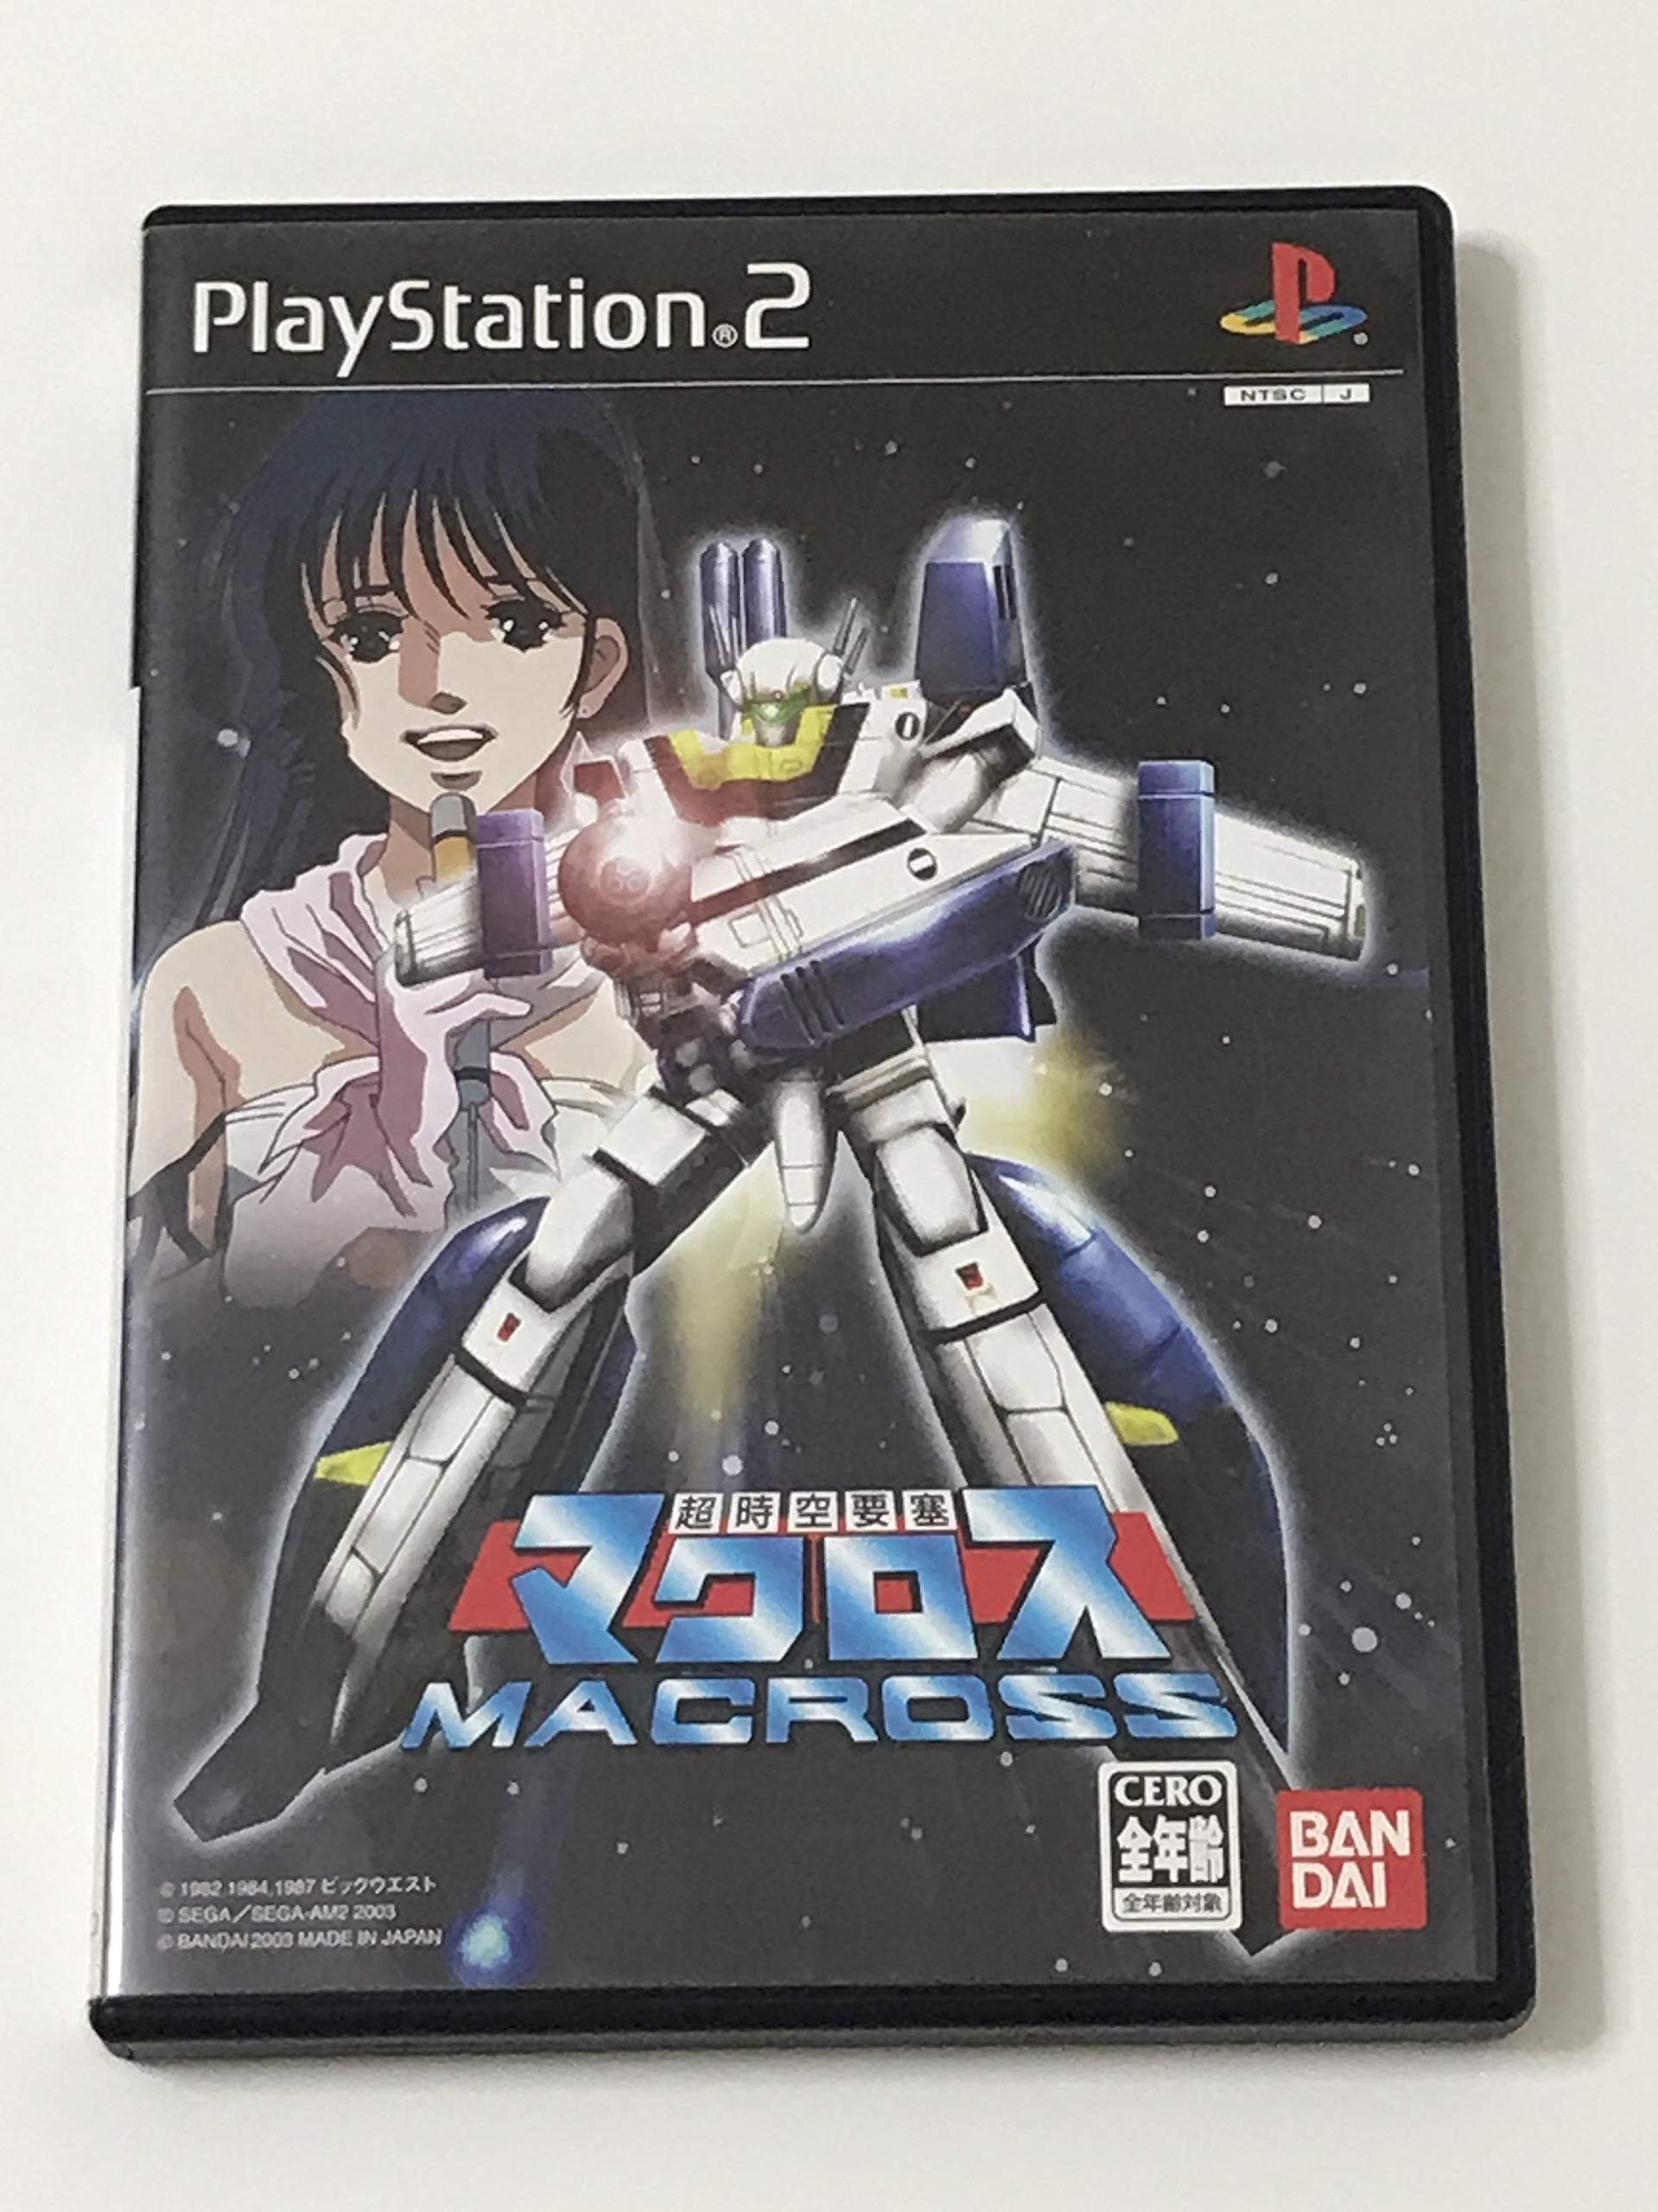 PlayStation®2
NTSC J
超時空要塞
マクロス
MACROSS
CERO
全年齢
全年齢対象
BAN
DAI
© 1982,1984,1987 ビックウエスト
© SEGA／SEGA-AM2 2003
© BANDAI 2003 MADE IN JAPAN